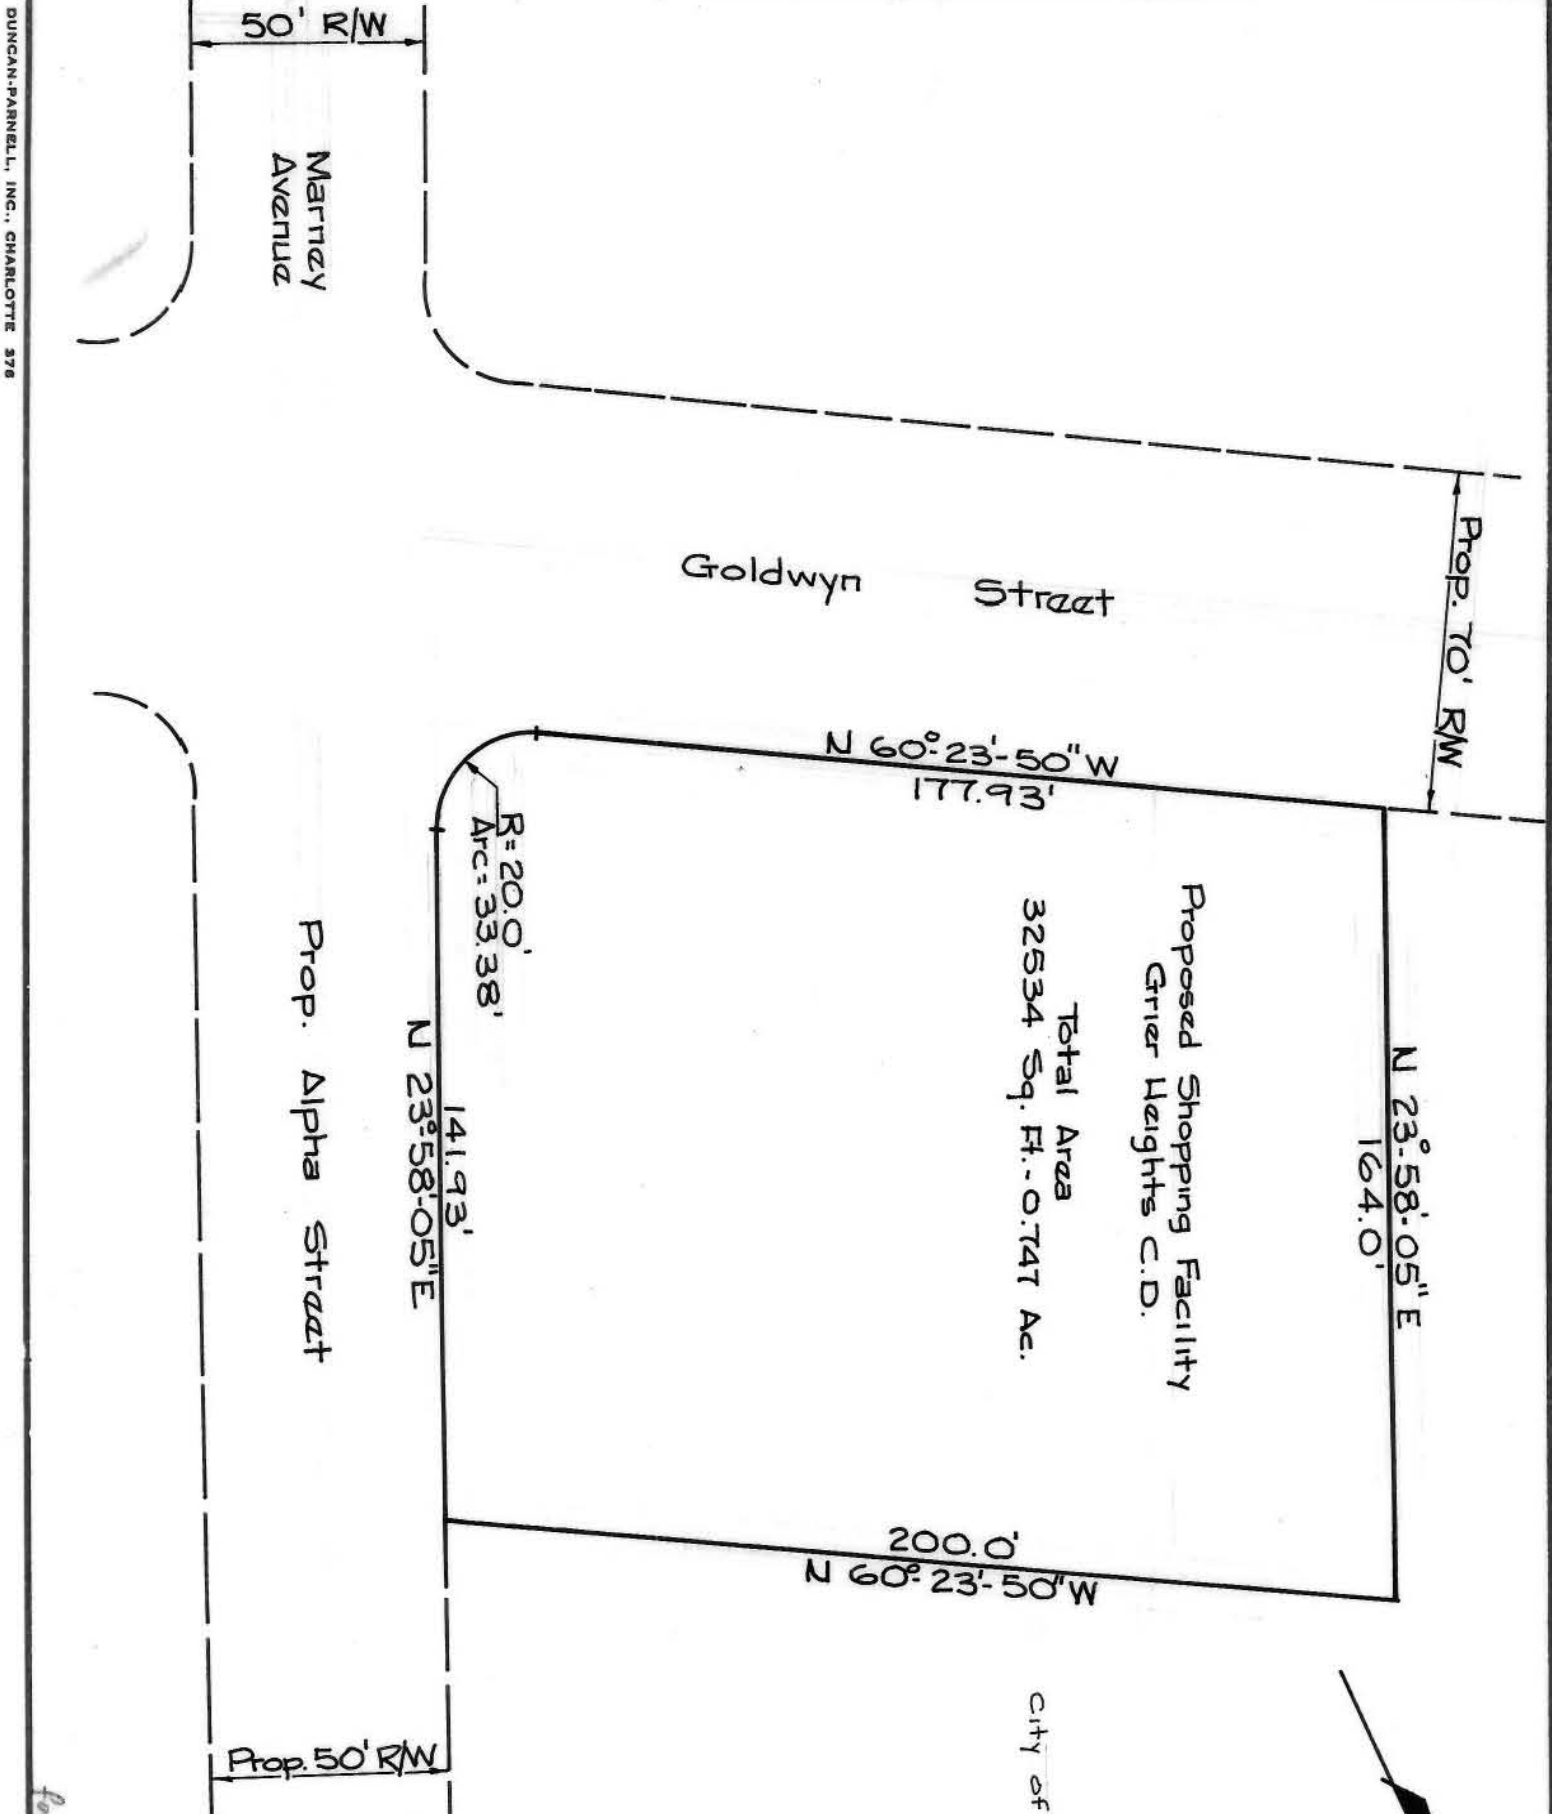 DUNCAN-PARNELL, INC., CHARLOTTE 376
50' R/W
Marney
Avenue
Goldwyn Street
Prop. 70' R/W
N 60°-23'-50" W
177.93'
R= 20.0'
Arc= 33.38'
Proposed Shopping Facility
Grier Heights C.D.
Total Area
32534 Sq. Ft. - 0.747 Ac.
N 23°-58'-05" E
164.0'
141.93'
N 23°-58'-05" E
Prop. Alpha Street
200.0'
N 60°-23'-50" W
Prop. 50' R/W
City of